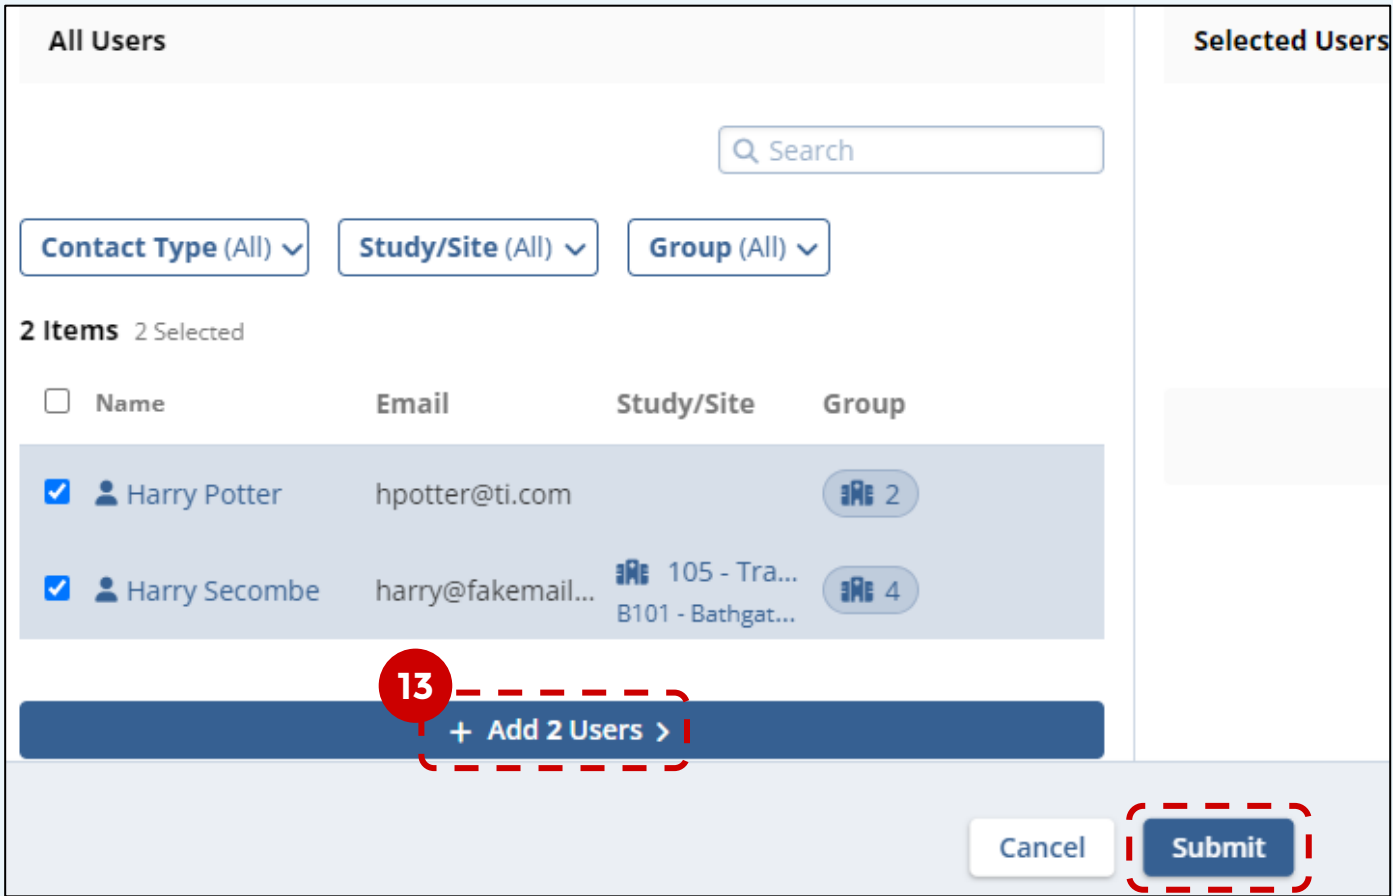 All Users
Selected Users
Search
Contact Type (All)
Study/Site (All)
Group (All)
2 Items 2 Selected
Name Email Study/Site Group
Harry Potter hpotter@ti.com 2
Harry Secombe harry@fakemail... 105 - Tra... 4
B101 - Bathgat...
13
+ Add 2 Users >
Cancel Submit